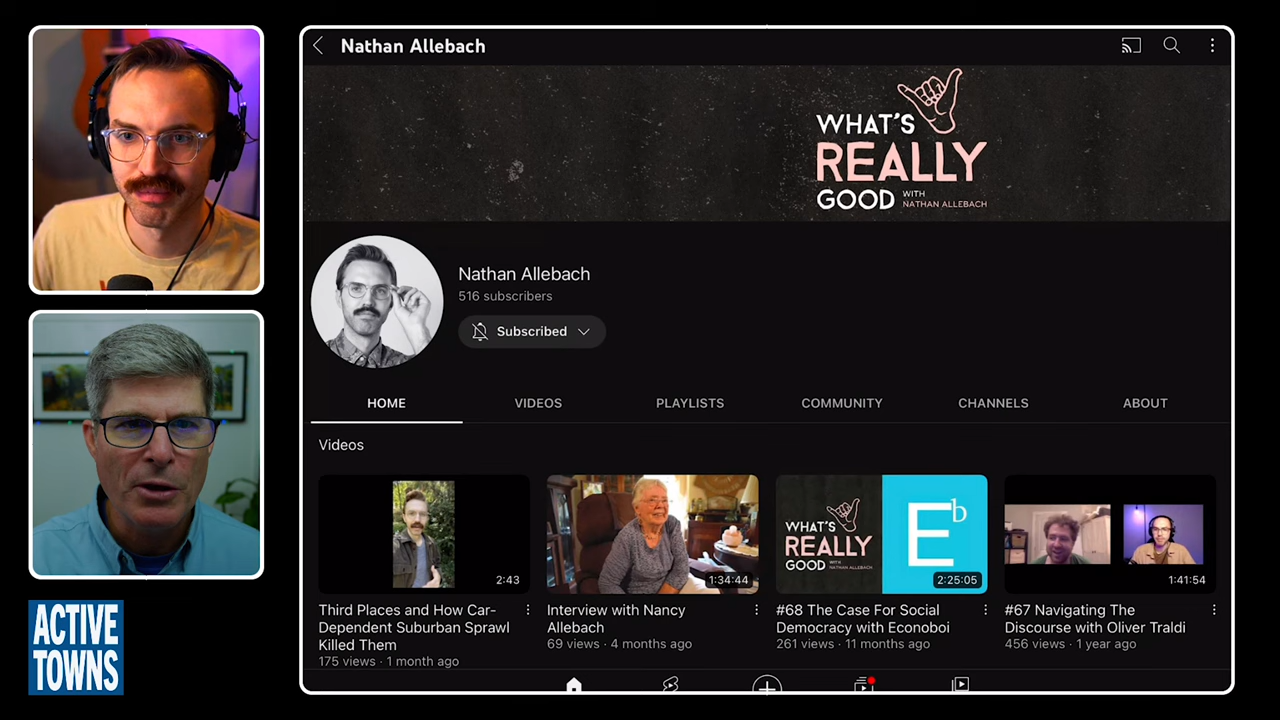 Nathan Allebach
WHAT'S
REALLY
GOOD WITH
NATHAN ALLEBACH
Nathan Allebach
516 subscribers
Subscribed
HOME VIDEOS PLAYLISTS COMMUNITY CHANNELS ABOUT
Videos
2:43
1:34:44
WHAT'S
REALLY
GOOD WITH
NATHAN ALLEBACH
Eb
2:25:05
1:41:54
Third Places and How Car-
Dependent Suburban Sprawl
Killed Them
175 views · 1 month ago
Interview with Nancy
Allebach
69 views · 4 months ago
#68 The Case For Social
Democracy with Econoboi
261 views · 11 months ago
#67 Navigating The
Discourse with Oliver Traldi
456 views · 1 year ago
ACTIVE
TOWNS